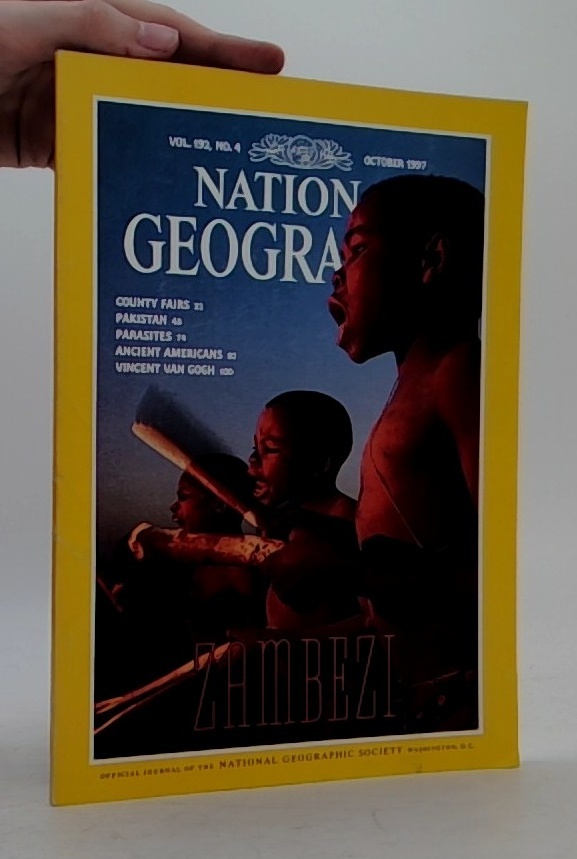 VOL. 192, NO. 4
OCTOBER 1997
NATION
GEOGRA
COUNTY FAIRS
PAKISTAN
PARASITES 74
ANCIENT AMERICANS
VINCENT VAN GOGH
ZAMBEZI
OFFICIAL JOURNAL OF THE NATIONAL GEOGRAPHIC SOCIETY WASHINGTON, D.C.